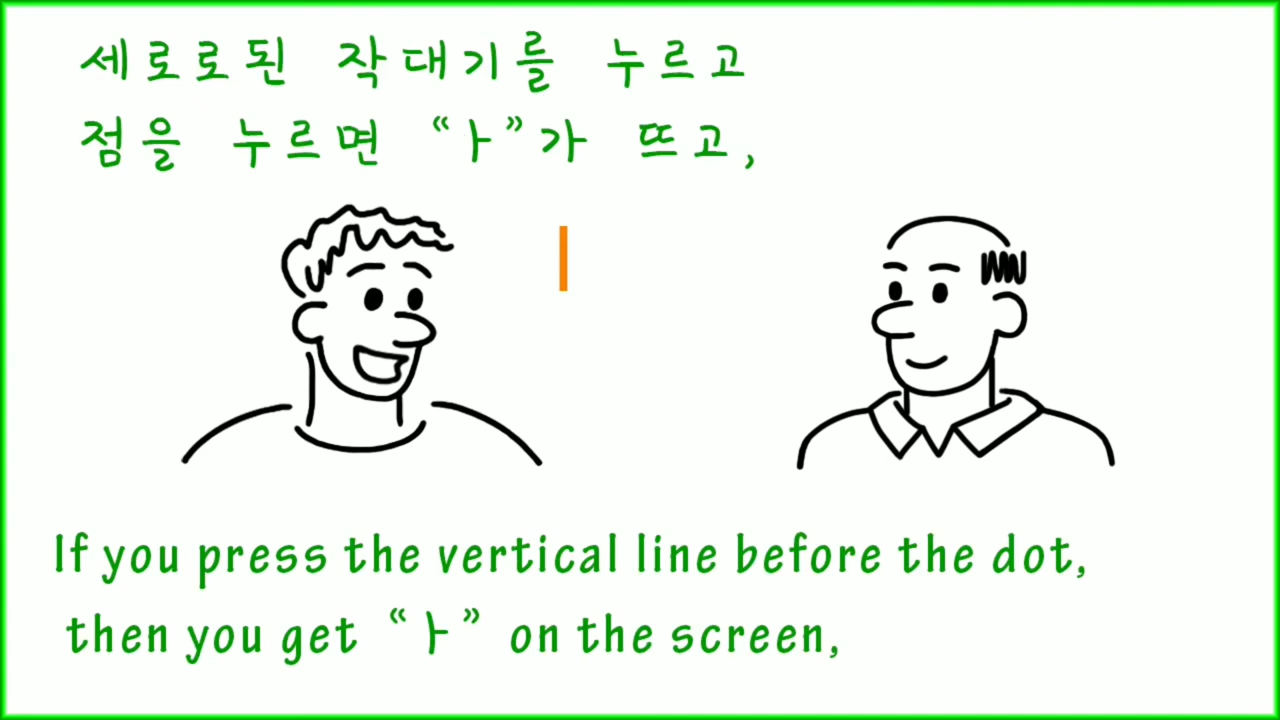 세로로된 작대기를 누르고
점을 누르면 “ㅏ”가 뜨고,
If you press the vertical line before the dot,
then you get “ㅏ” on the screen,